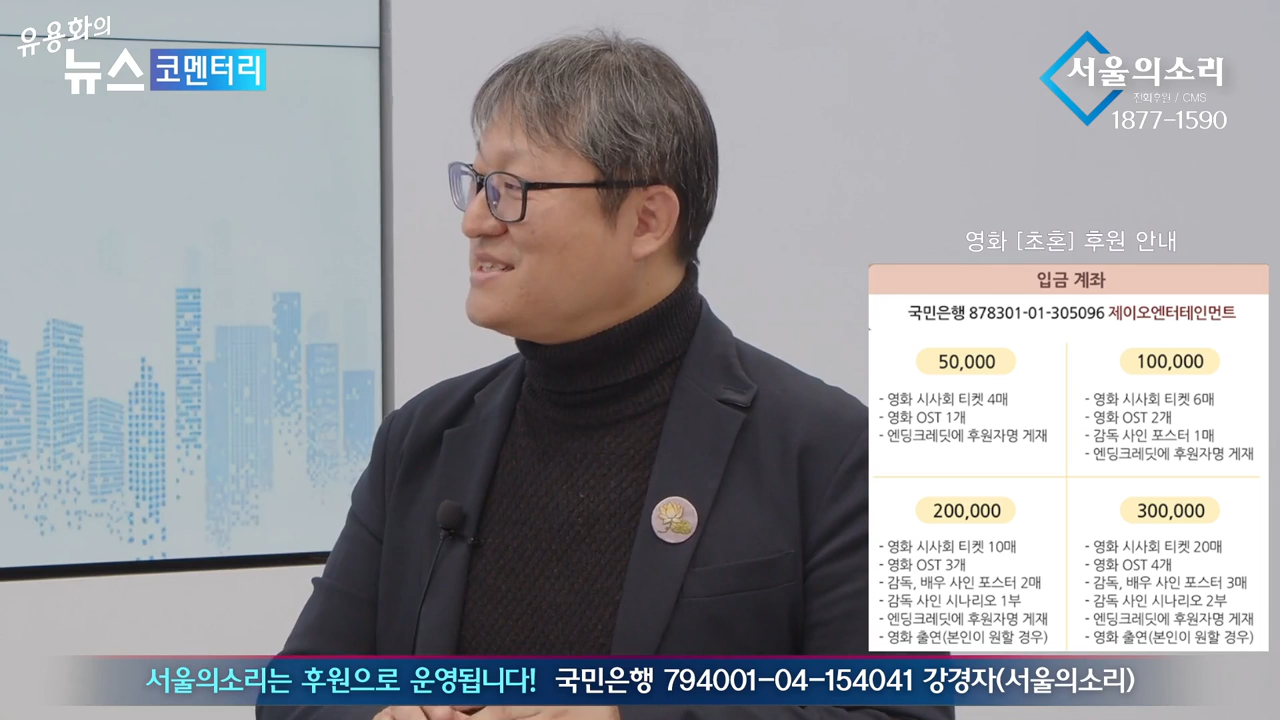 유용화의
뉴스 코멘터리
서울의소리
전화후원 / CMS
1877-1590
영화 [초혼] 후원 안내
입금 계좌
국민은행 878301-01-305096 제이오엔터테인먼트
50,000
- 영화 시사회 티켓 4매
- 영화 OST 1개
- 엔딩크레딧에 후원자명 게재
100,000
- 영화 시사회 티켓 6매
- 영화 OST 2개
- 감독 사인 포스터 1매
- 엔딩크레딧에 후원자명 게재
200,000
- 영화 시사회 티켓 10매
- 영화 OST 3개
- 감독, 배우 사인 포스터 2매
- 감독 사인 시나리오 1부
- 엔딩크레딧에 후원자명 게재
- 영화 출연(본인이 원할 경우)
300,000
- 영화 시사회 티켓 20매
- 영화 OST 4개
- 감독, 배우 사인 포스터 3매
- 감독 사인 시나리오 2부
- 엔딩크레딧에 후원자명 게재
- 영화 출연(본인이 원할 경우)
서울의소리는 후원으로 운영됩니다! 국민은행 794001-04-154041 강경자(서울의소리)